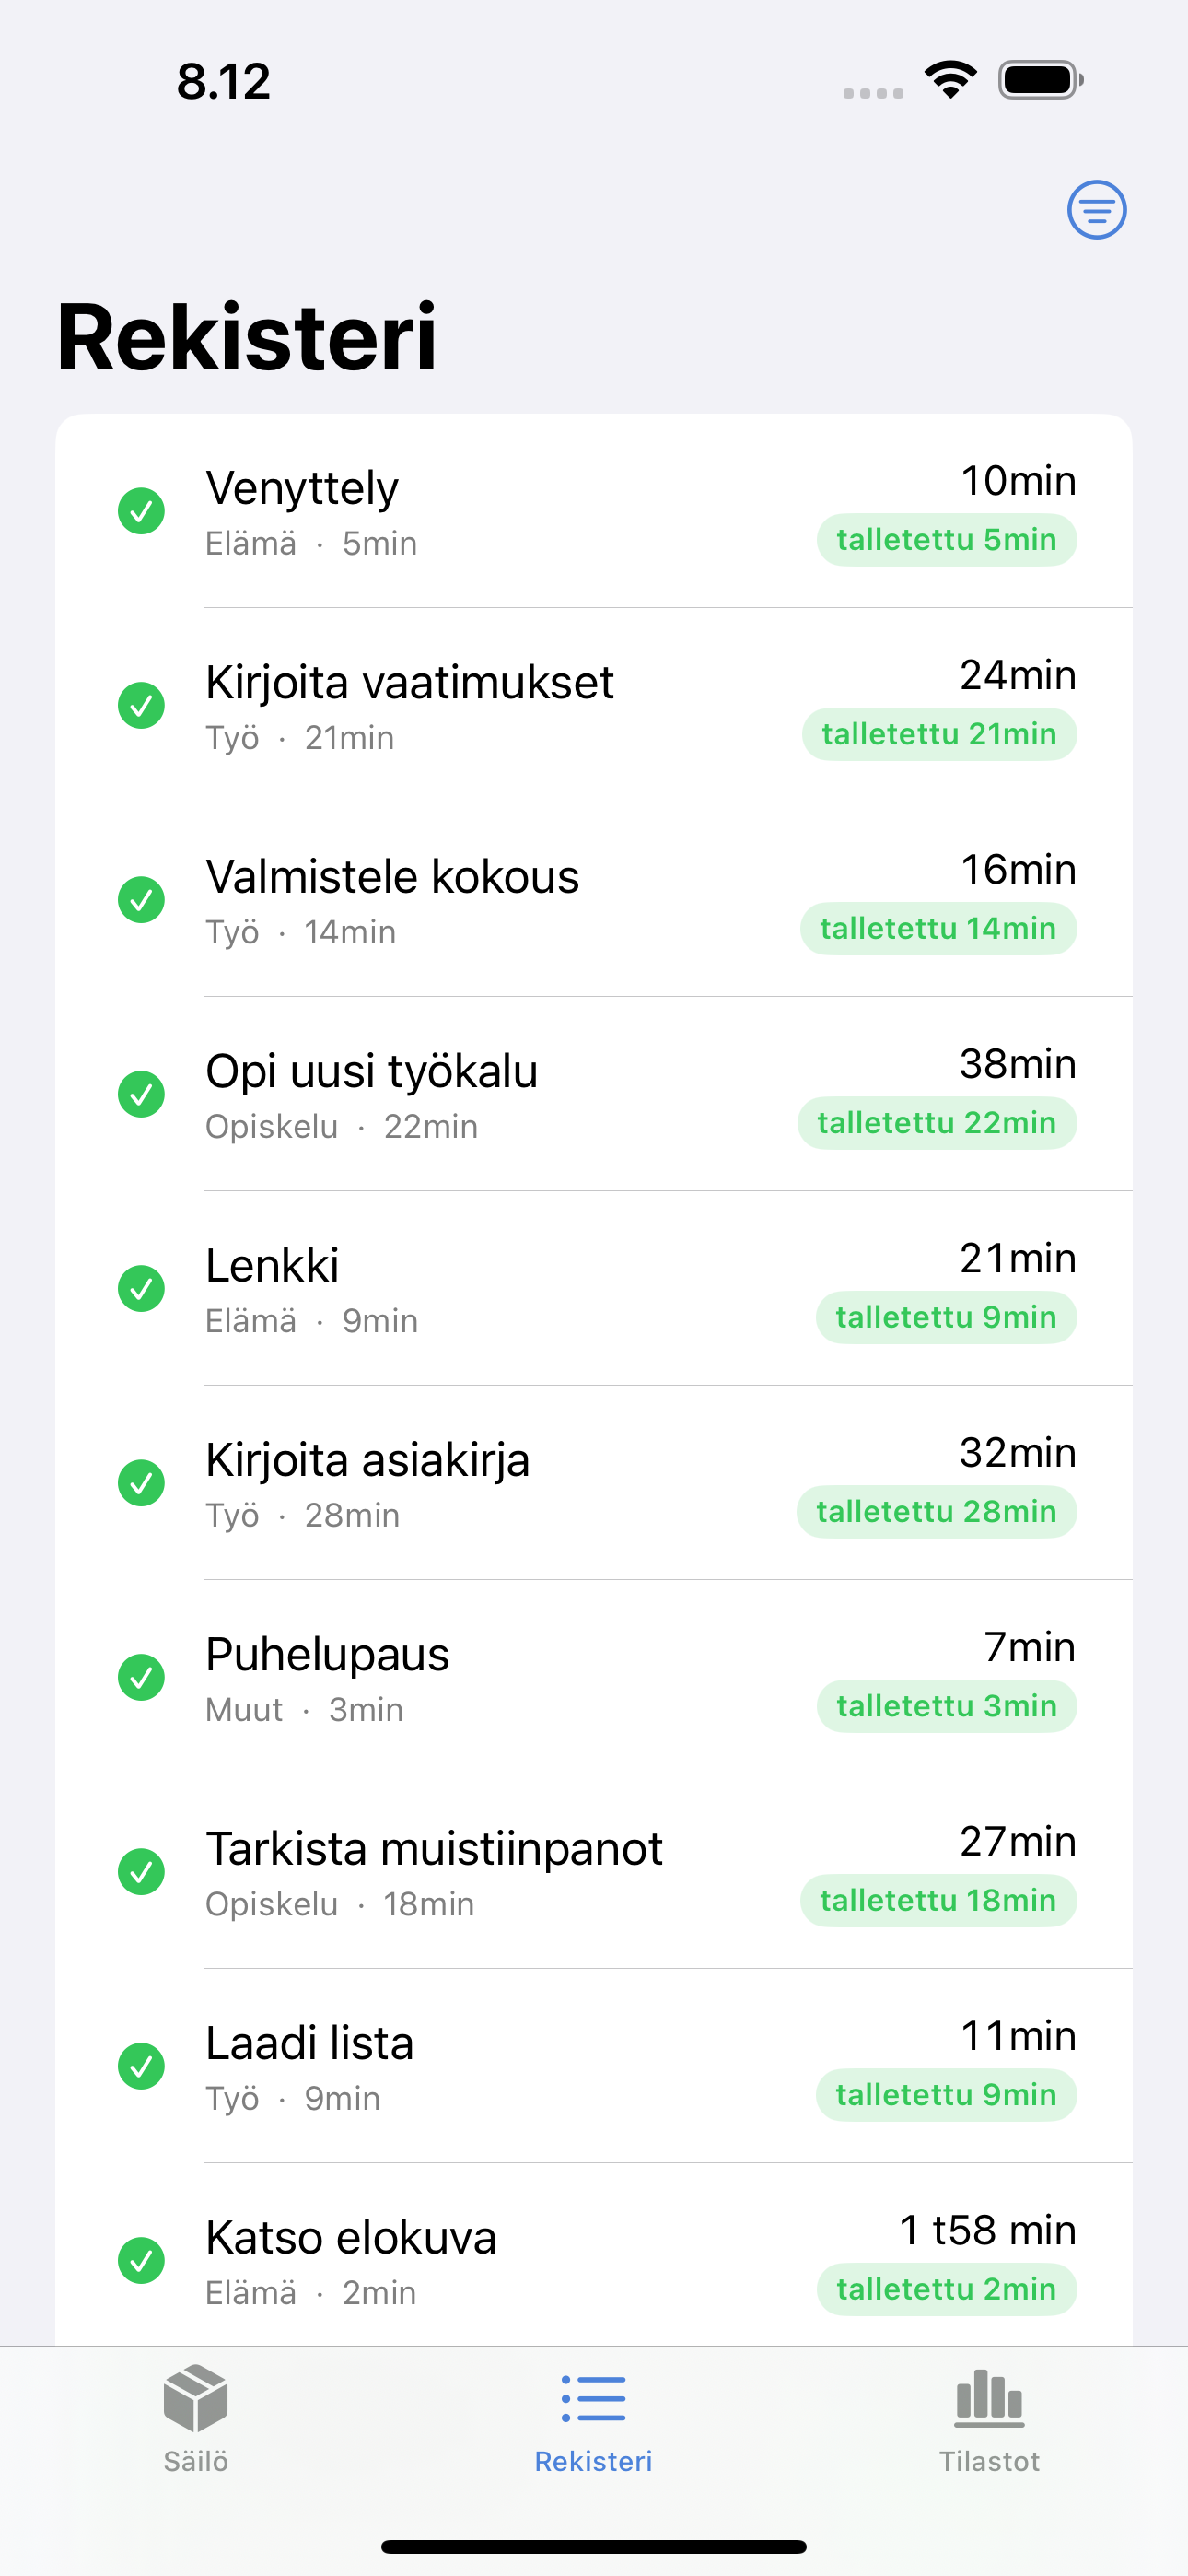 8.12
Rekisteri
Venyttely
10min
Elämä · 5min
talletettu 5min
Kirjoita vaatimukset
24min
Työ · 21min
talletettu 21min
Valmistele kokous
16min
Työ · 14min
talletettu 14min
Opi uusi työkalu
38min
Opiskelu · 22min
talletettu 22min
Lenkki
21min
Elämä · 9min
talletettu 9min
Kirjoita asiakirja
32min
Työ · 28min
talletettu 28min
Puhelupaus
7min
Muut · 3min
talletettu 3min
Tarkista muistiinpanot
27min
Opiskelu · 18min
talletettu 18min
Laadi lista
11min
Työ · 9min
talletettu 9min
Katso elokuva
1 t58 min
Elämä · 2min
talletettu 2min
Säilö
Rekisteri
Tilastot